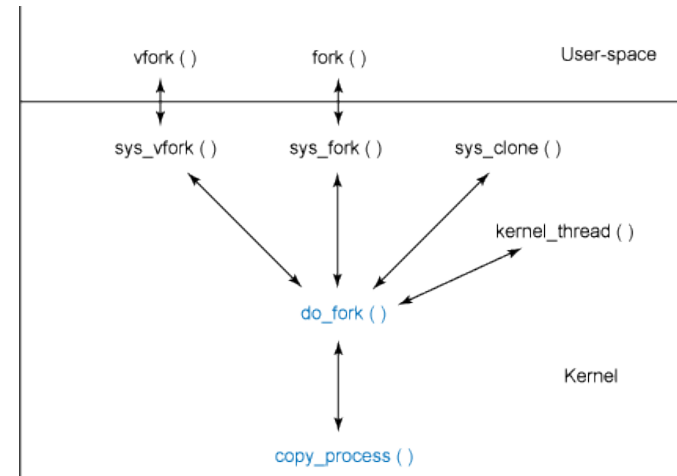 vfork ( )
fork ( )
User-space
sys_vfork ( )
sys_fork ( )
sys_clone ( )
kernel_thread ( )
do_fork ( )
Kernel
copy_process ( )